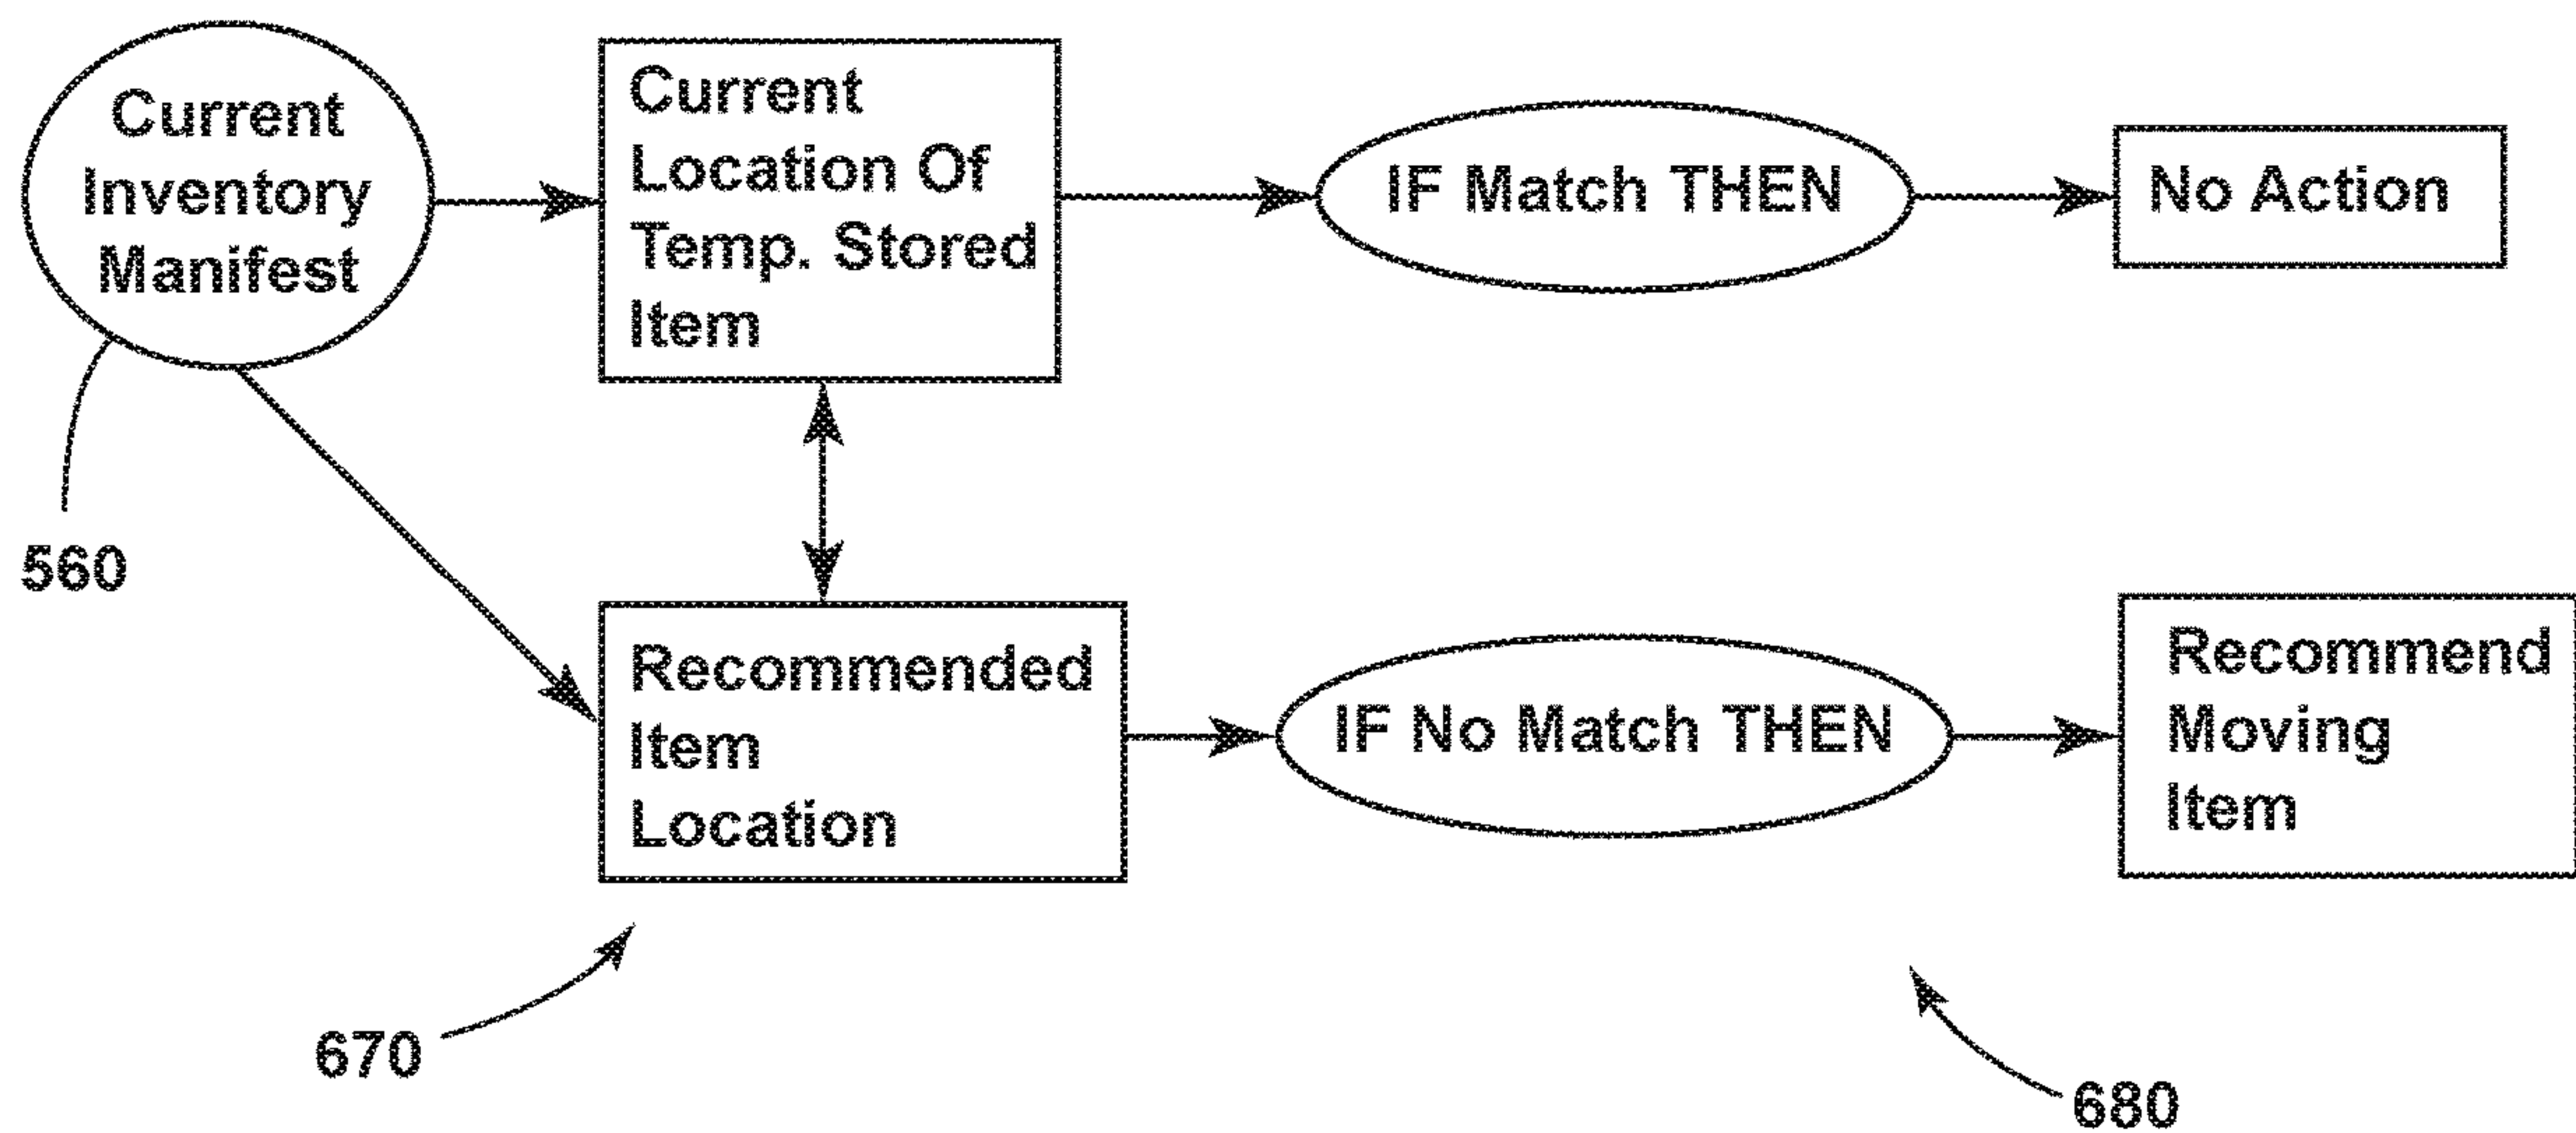 Current
Inventory
Manifest
Current
Location Of
Temp. Stored
Item
IF Match THEN
No Action
560
Recommended
Item
Location
IF No Match THEN
Recommend
Moving
Item
670
680